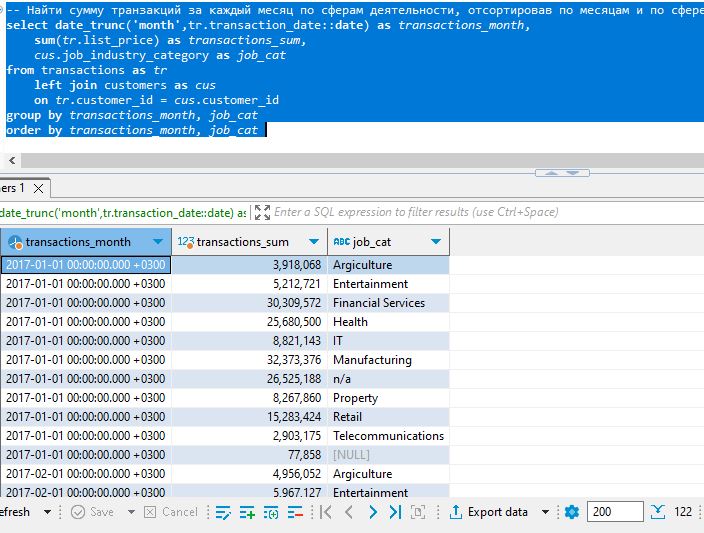 -- Найти сумму транзакций за каждый месяц по сферам деятельности, отсортировав по месяцам и по сфере
select date_trunc('month',tr.transaction_date::date) as transactions_month,
sum(tr.list_price) as transactions_sum,
cus.job_industry_category as job_cat
from transactions as tr
left join customers as cus
on tr.customer_id = cus.customer_id
group by transactions_month, job_cat
order by transactions_month, job_cat
ners 1
date_trunc('month',tr.transaction_date::date) as
Enter a SQL expression to filter results (use Ctrl+Space)
transactions_month 123 transactions_sum ABC job_cat
2017-01-01 00:00:00.000 +0300 3,918,068 Argiculture
2017-01-01 00:00:00.000 +0300 5,212,721 Entertainment
2017-01-01 00:00:00.000 +0300 30,309,572 Financial Services
2017-01-01 00:00:00.000 +0300 25,680,500 Health
2017-01-01 00:00:00.000 +0300 8,821,143 IT
2017-01-01 00:00:00.000 +0300 32,373,376 Manufacturing
2017-01-01 00:00:00.000 +0300 26,525,188 n/a
2017-01-01 00:00:00.000 +0300 8,267,860 Property
2017-01-01 00:00:00.000 +0300 15,283,424 Retail
2017-01-01 00:00:00.000 +0300 2,903,175 Telecommunications
2017-01-01 00:00:00.000 +0300 77,858 [NULL]
2017-02-01 00:00:00.000 +0300 4,956,052 Argiculture
2017-02-01 00:00:00.000 +0300 5,967,127 Entertainment
efresh Save Cancel Export data 200 122